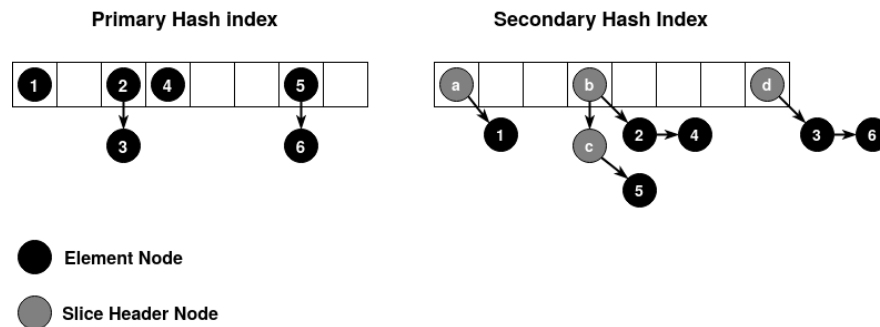 Primary Hash index
Secondary Hash Index
1 2 4 5
a b d
3 6
1 c 2 4 3 6
5
Element Node
Slice Header Node